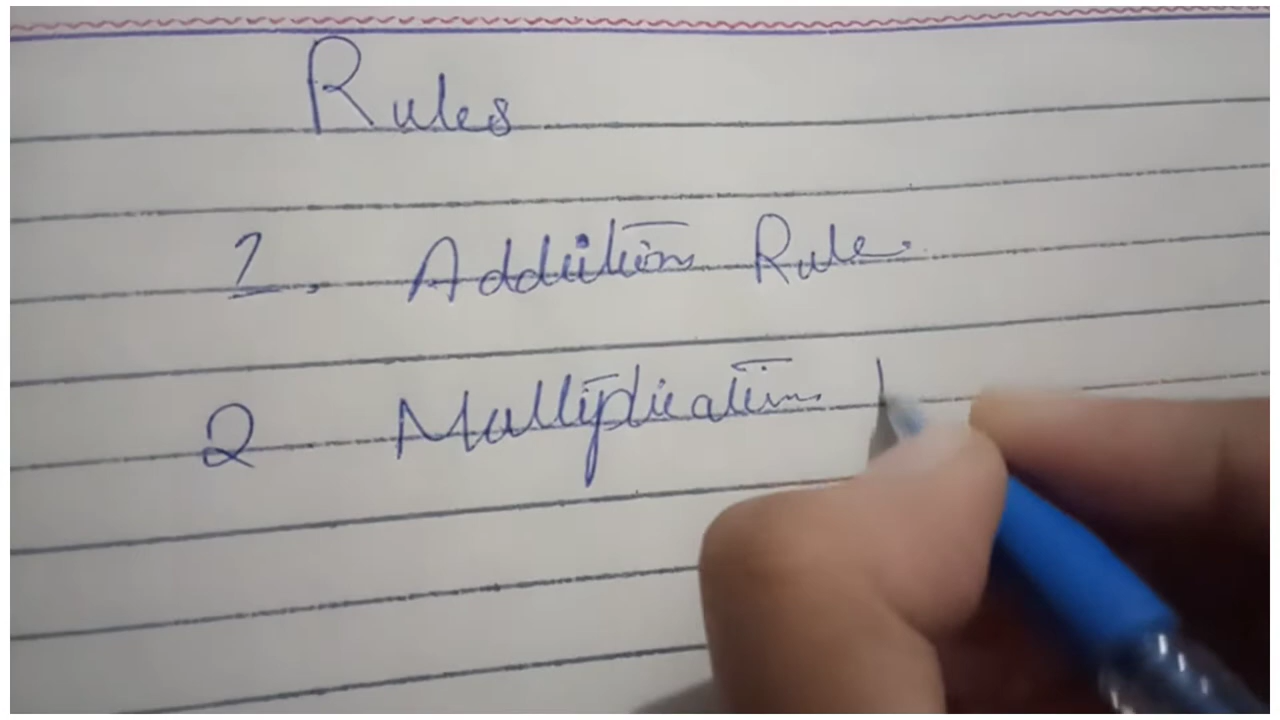 Rules
1. Addition Rule.
2 Multiplication